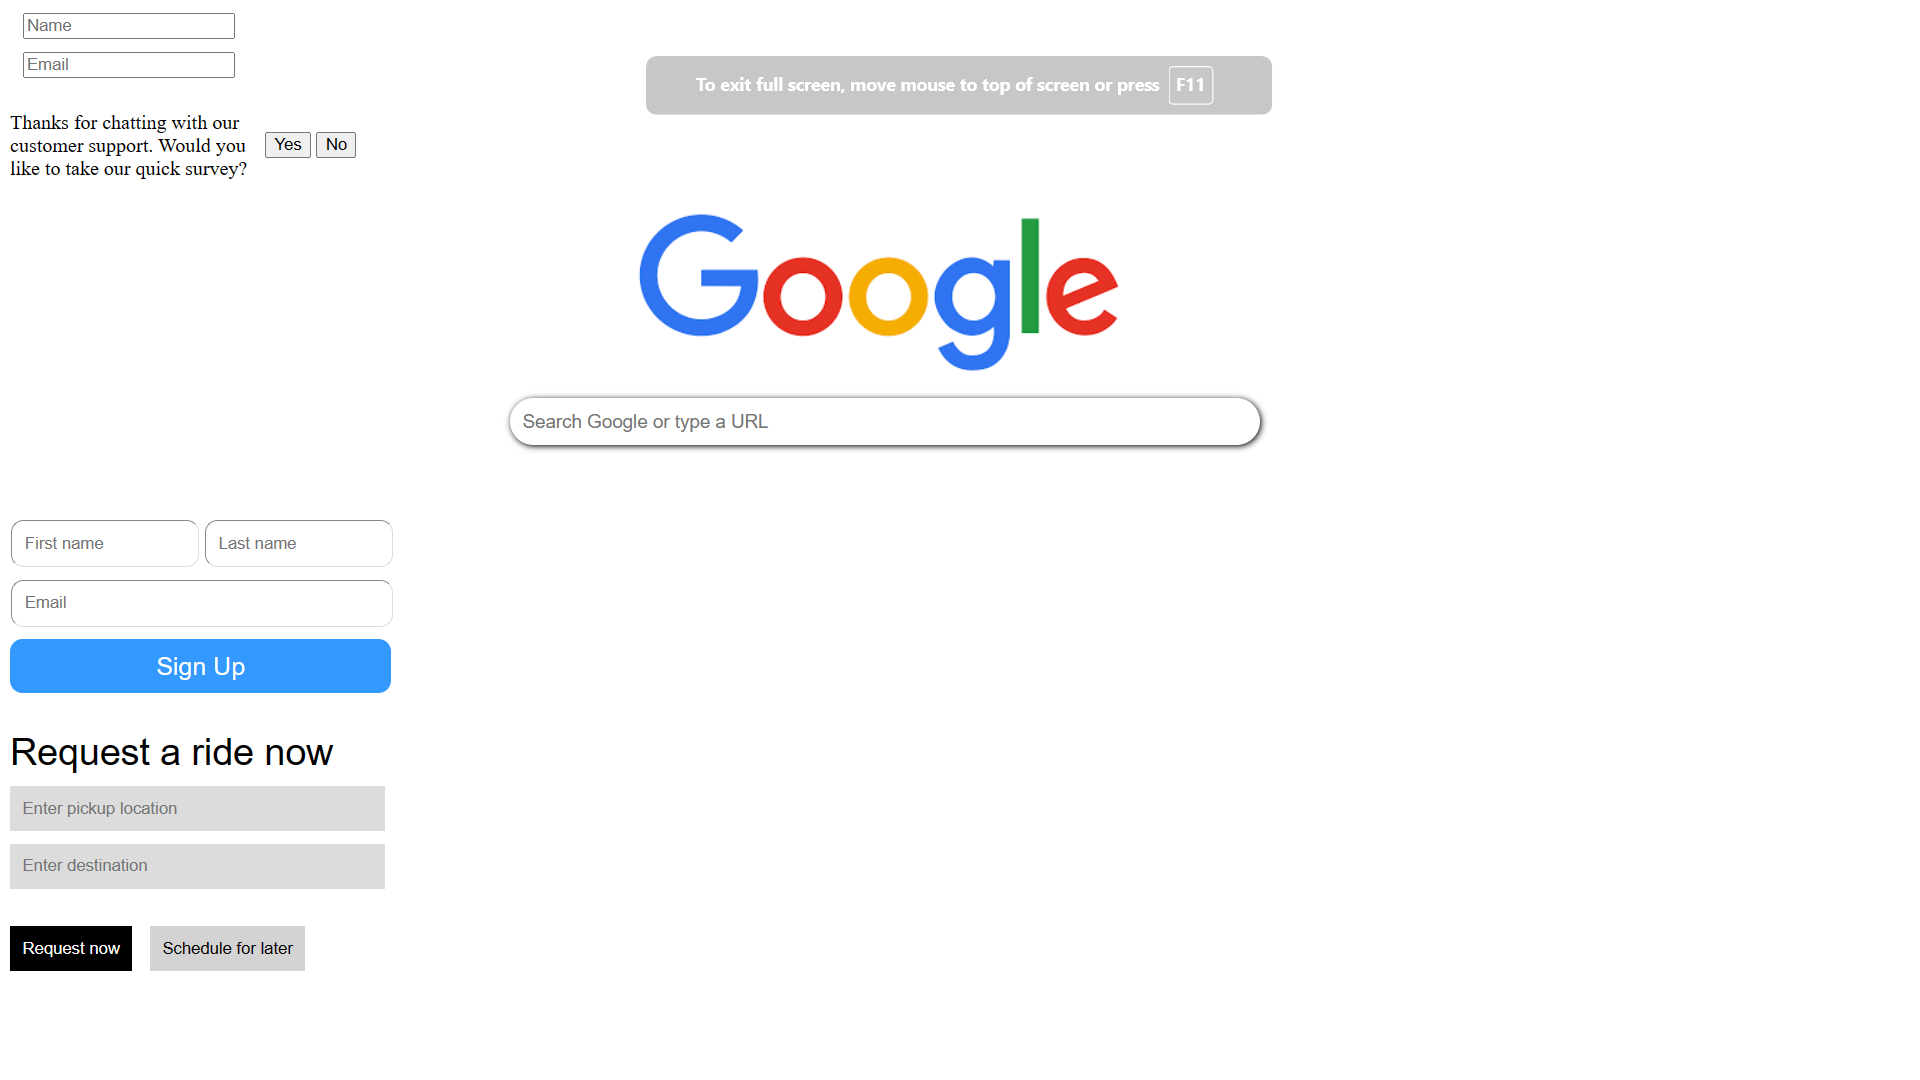 Name
Email
To exit full screen, move mouse to top of screen or press F11
Thanks for chatting with our
customer support. Would you
like to take our quick survey?
Yes No
Google
Search Google or type a URL
First name Last name
Email
Sign Up
Request a ride now
Enter pickup location
Enter destination
Request now Schedule for later